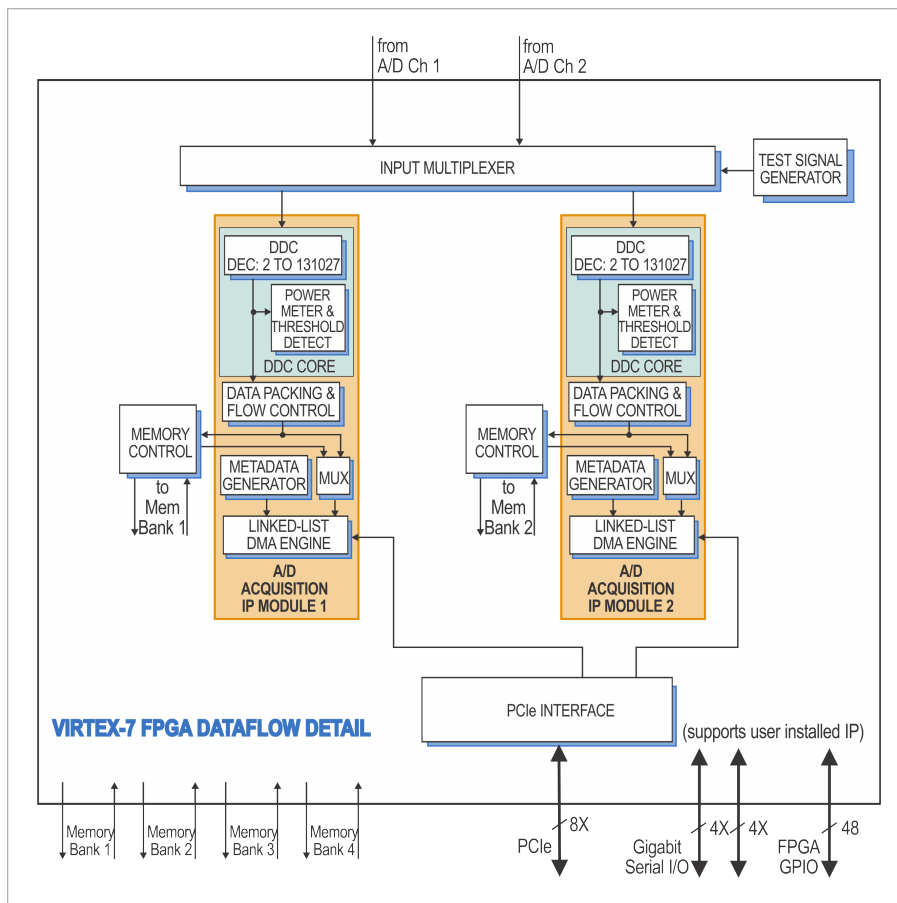 from
A/D Ch 1
from
A/D Ch 2
INPUT MULTIPLEXER
TEST SIGNAL
GENERATOR
DDC
DEC: 2 TO 131027
POWER
METER &
THRESHOLD
DETECT
DDC CORE
DATA PACKING &
FLOW CONTROL
MEMORY
CONTROL
METADATA
GENERATOR
MUX
to
Mem
Bank 1
LINKED-LIST
DMA ENGINE
A/D
ACQUISITION
IP MODULE 1
DDC
DEC: 2 TO 131027
POWER
METER &
THRESHOLD
DETECT
DDC CORE
DATA PACKING &
FLOW CONTROL
MEMORY
CONTROL
METADATA
GENERATOR
MUX
to
Mem
Bank 2
LINKED-LIST
DMA ENGINE
A/D
ACQUISITION
IP MODULE 2
PCIe INTERFACE
VIRTEX-7 FPGA DATAFLOW DETAIL
(supports user installed IP)
Memory
Bank 1
Memory
Bank 2
Memory
Bank 3
Memory
Bank 4
8X
PCIe
4X
4X
Gigabit
Serial I/O
48
FPGA
GPIO